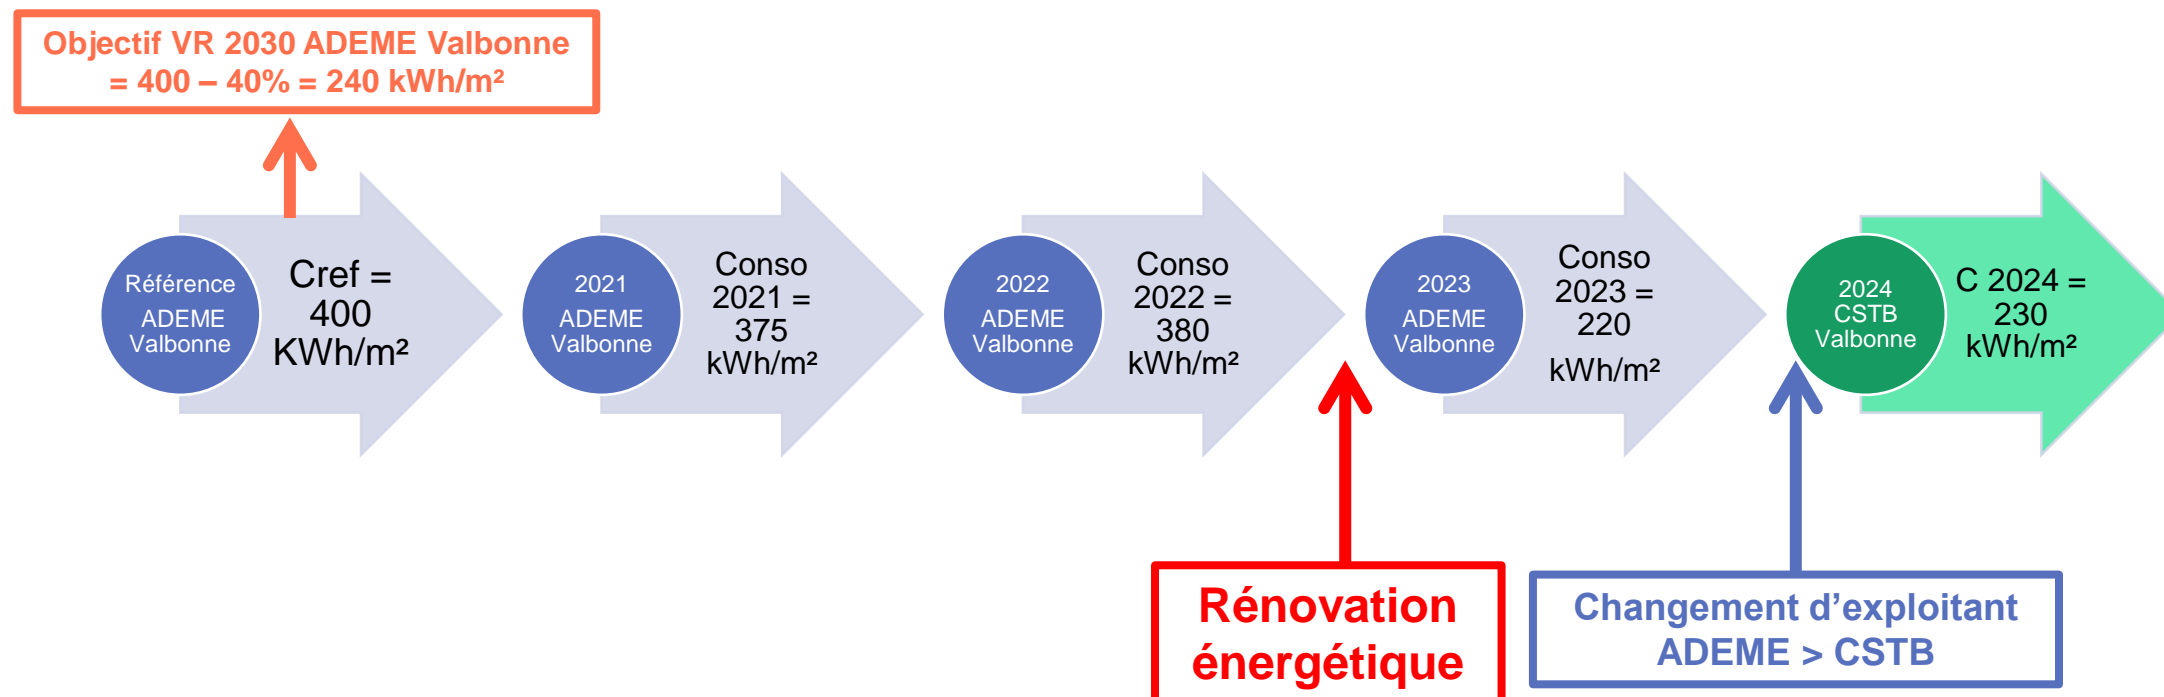 Objectif VR 2030 ADEME Valbonne
= 400 – 40% = 240 kWh/m²
Référence
ADEME
Valbonne
Cref =
400
KWh/m²
2021
ADEME
Valbonne
Conso
2021 =
375
kWh/m²
2022
ADEME
Valbonne
Conso
2022 =
380
kWh/m²
2023
ADEME
Valbonne
Conso
2023 =
220
kWh/m²
2024
CSTB
Valbonne
C 2024 =
230
kWh/m²
Rénovation
énergétique
Changement d’exploitant
ADEME > CSTB